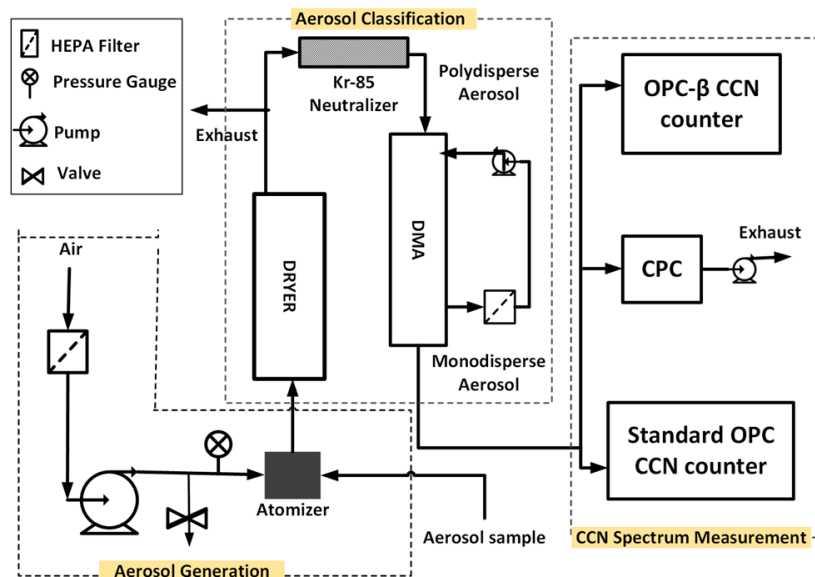 Aerosol Classification
HEPA Filter
Pressure Gauge
Pump
Valve
Exhaust
Kr-85
Neutralizer
Polydisperse
Aerosol
OPC-β CCN
counter
DRYER
DMA
CPC
Exhaust
Monodisperse
Aerosol
Standard OPC
CCN counter
Air
Atomizer
Aerosol sample
CCN Spectrum Measurement
Aerosol Generation